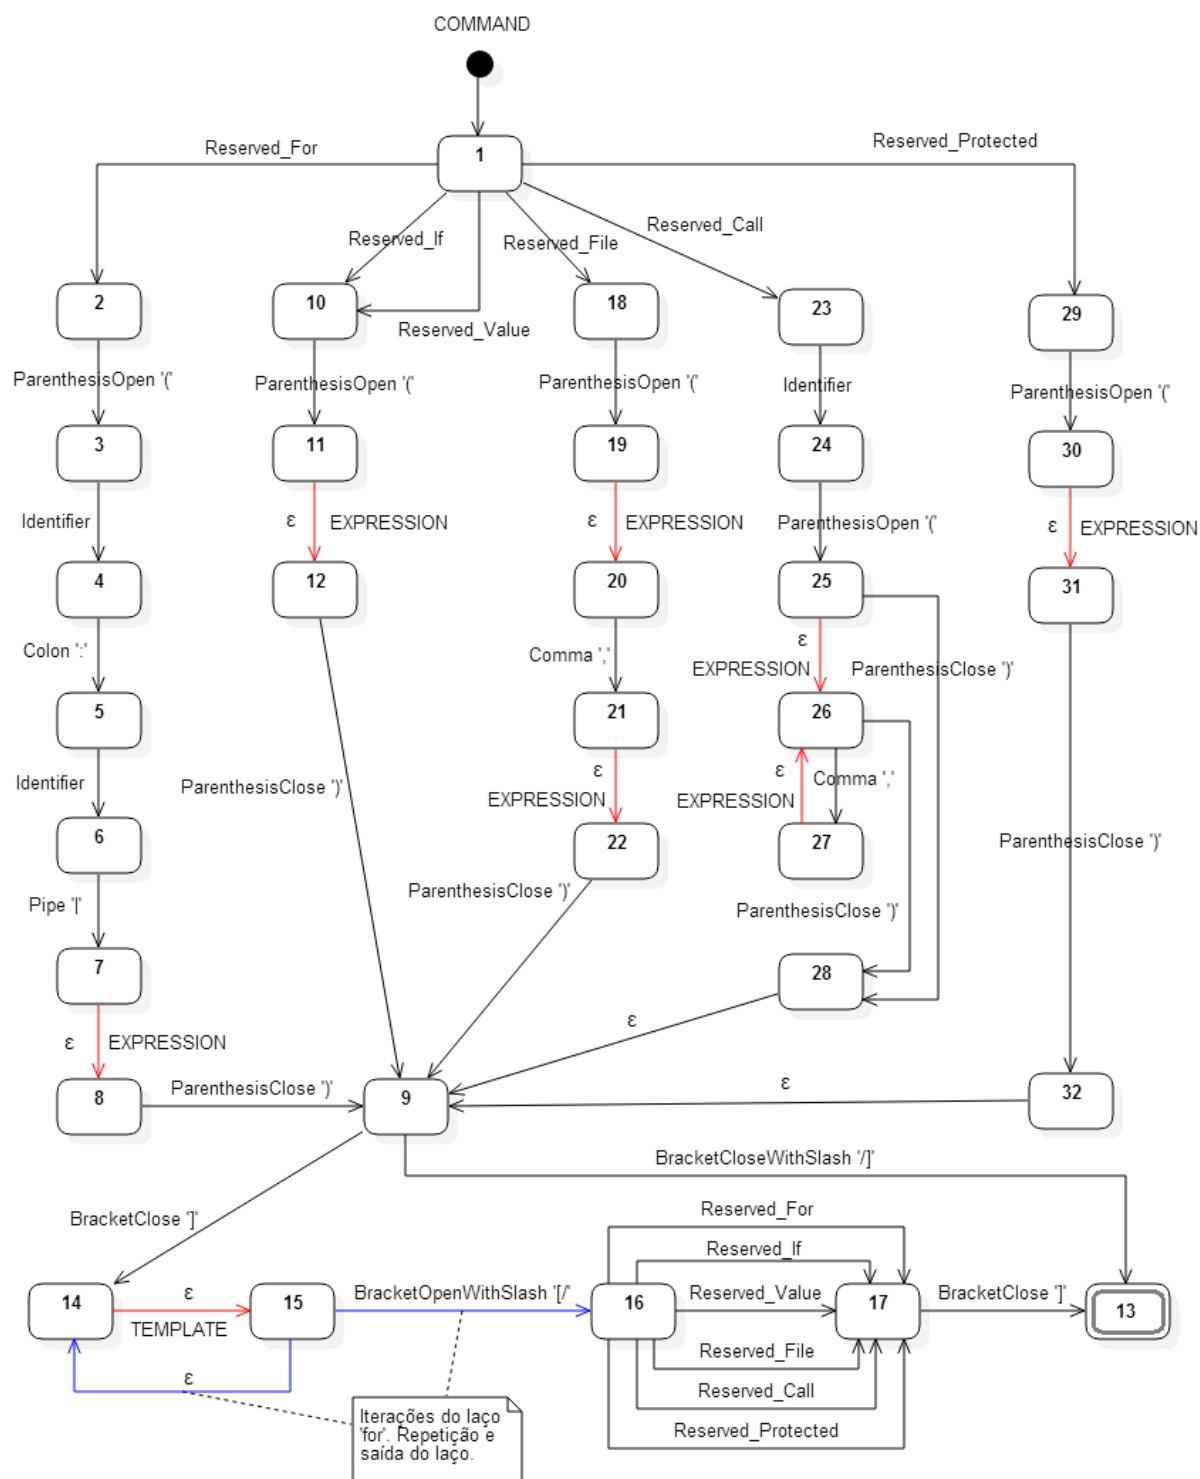 COMMAND
1
Reserved_For
Reserved_Protected
Reserved_If
Reserved_File
Reserved_Call
Reserved_Value
2
10
18
23
29
ParenthesisOpen '('
ParenthesisOpen '('
ParenthesisOpen '('
Identifier
ParenthesisOpen '('
3
11
19
24
30
Identifier
ε EXPRESSION
ε EXPRESSION
ParenthesisOpen '('
ε EXPRESSION
4
12
20
25
31
Colon ':'
Comma ','
ε
EXPRESSION
ParenthesisClose ')'
5
21
26
Identifier
ParenthesisClose ')'
ε
EXPRESSION
ε
EXPRESSION
Comma ','
6
22
27
ParenthesisClose ')'
Pipe '|'
ParenthesisClose ')'
ParenthesisClose ')'
7
28
ε EXPRESSION
ε
8
ParenthesisClose ')'
9
ε
32
BracketCloseWithSlash '/]'
BracketClose ']'
Reserved_For
Reserved_If
14
ε
TEMPLATE
15
BracketOpenWithSlash '[/'
16
Reserved_Value
17
BracketClose ']'
13
ε
Reserved_File
Reserved_Call
Reserved_Protected
Iterações do laço
'for'. Repetição e
saída do laço.